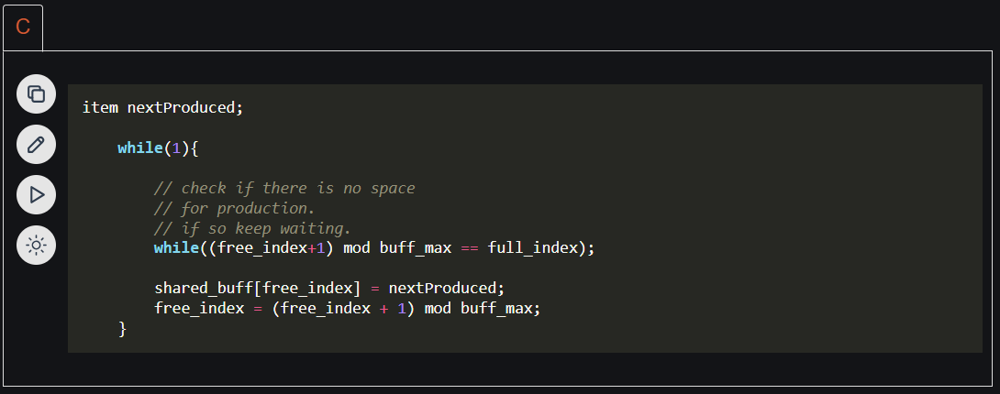 C
item nextProduced;
while(1){
// check if there is no space
// for production.
// if so keep waiting.
while((free_index+1) mod buff_max == full_index);
shared_buff[free_index] = nextProduced;
free_index = (free_index + 1) mod buff_max;
}